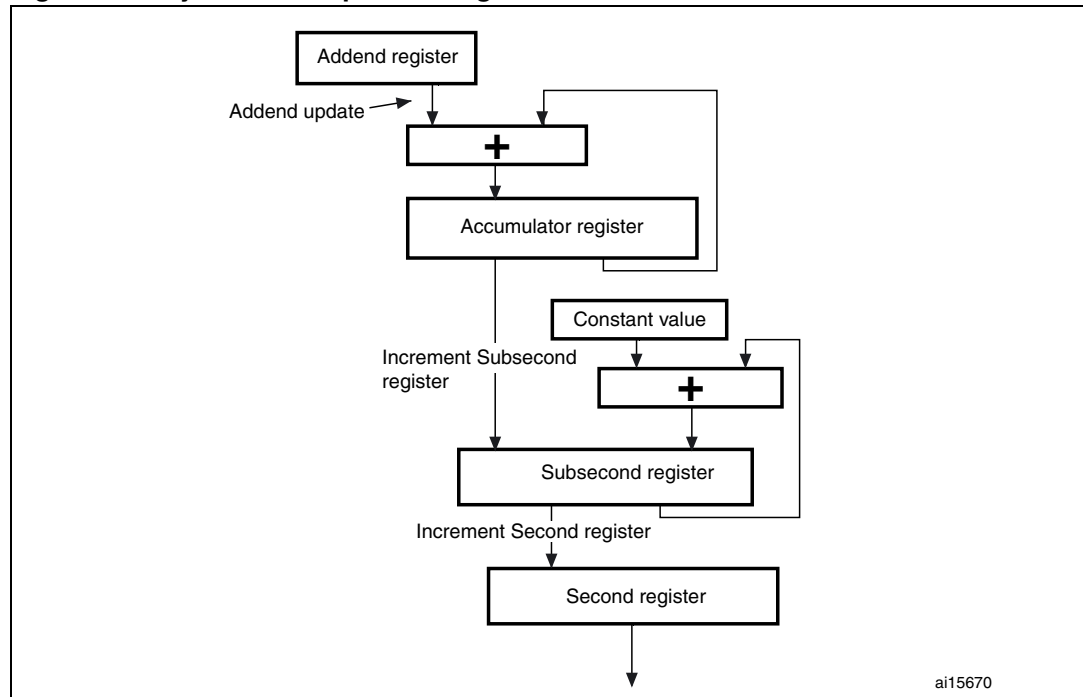 Addend register
Addend update
+
Accumulator register
Constant value
Increment Subsecond
register
+
Subsecond register
Increment Second register
Second register
ai15670